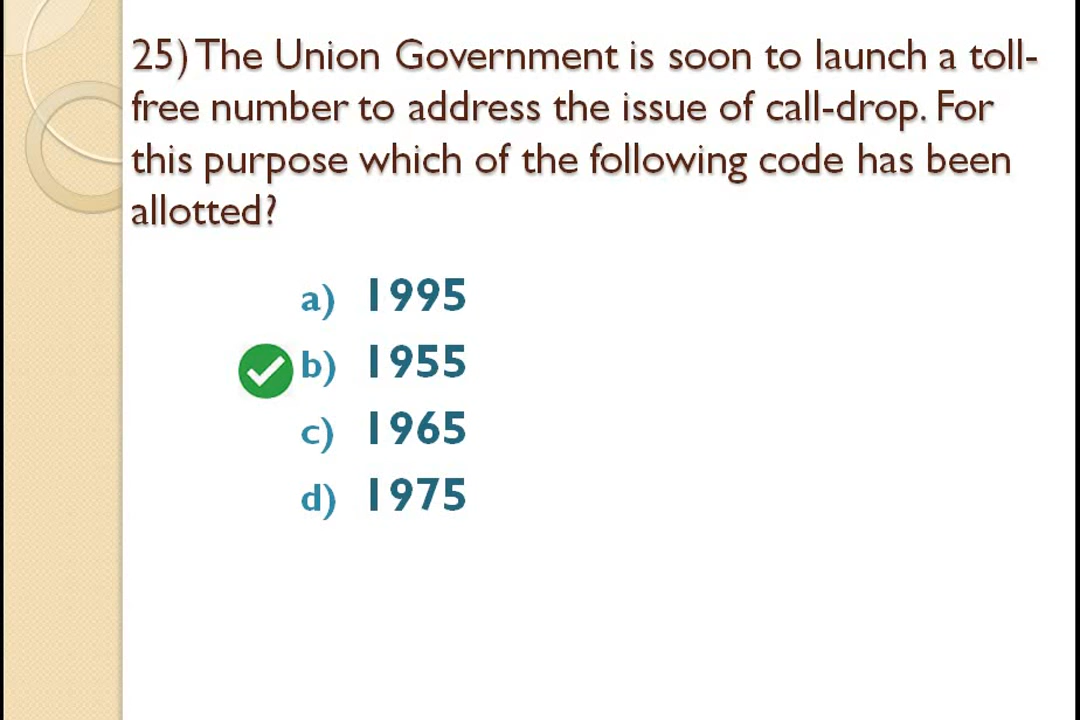 25) The Union Government is soon to launch a toll-
free number to address the issue of call-drop. For
this purpose which of the following code has been
allotted?
a) 1995
b) 1955
c) 1965
d) 1975